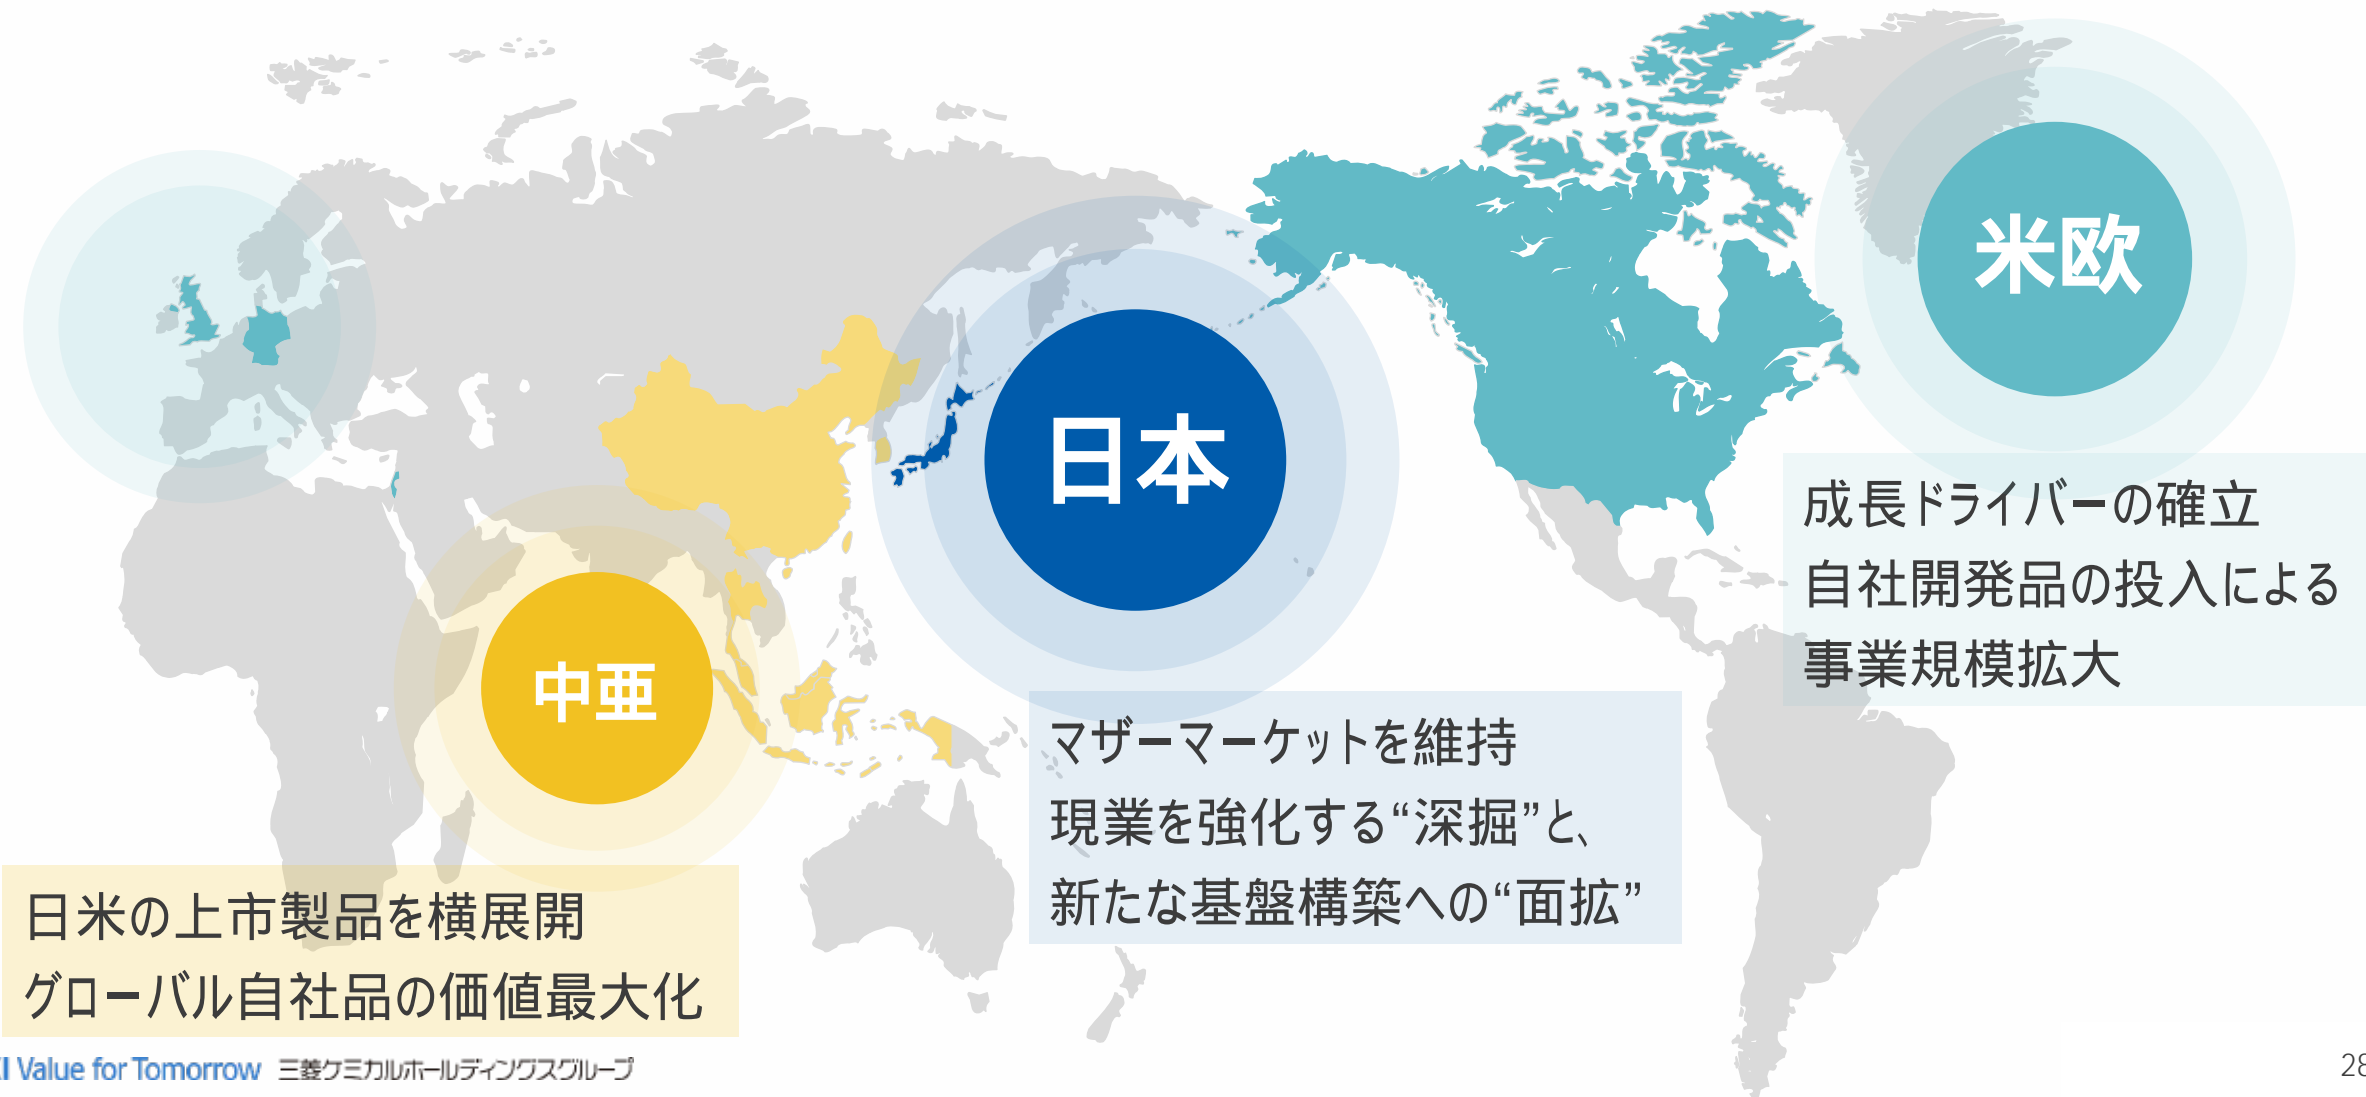 米欧
成長ドライバーの確立
自社開発品の投入による
事業規模拡大
日本
マザーマーケットを維持
現業を強化する“深掘”と、
新たな基盤構築への“面拡”
中亜
日米の上市製品を横展開
グローバル自社品の価値最大化
Value for Tomorrow 三菱ケミカルホールディングスグループ
28